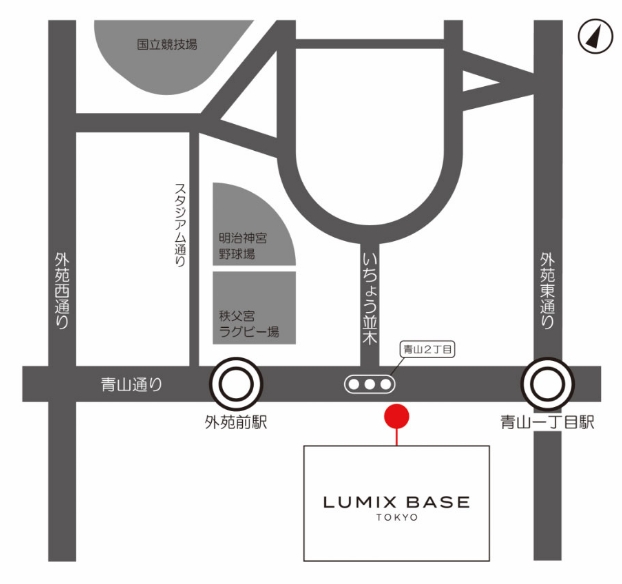 国立競技場
スタジアム通り
明治神宮
野球場
秩父宮
ラグビー場
外苑西通り
いちょう並木
外苑東通り
青山2丁目
青山通り
外苑前駅
青山一丁目駅
LUMIX BASE
TOKYO